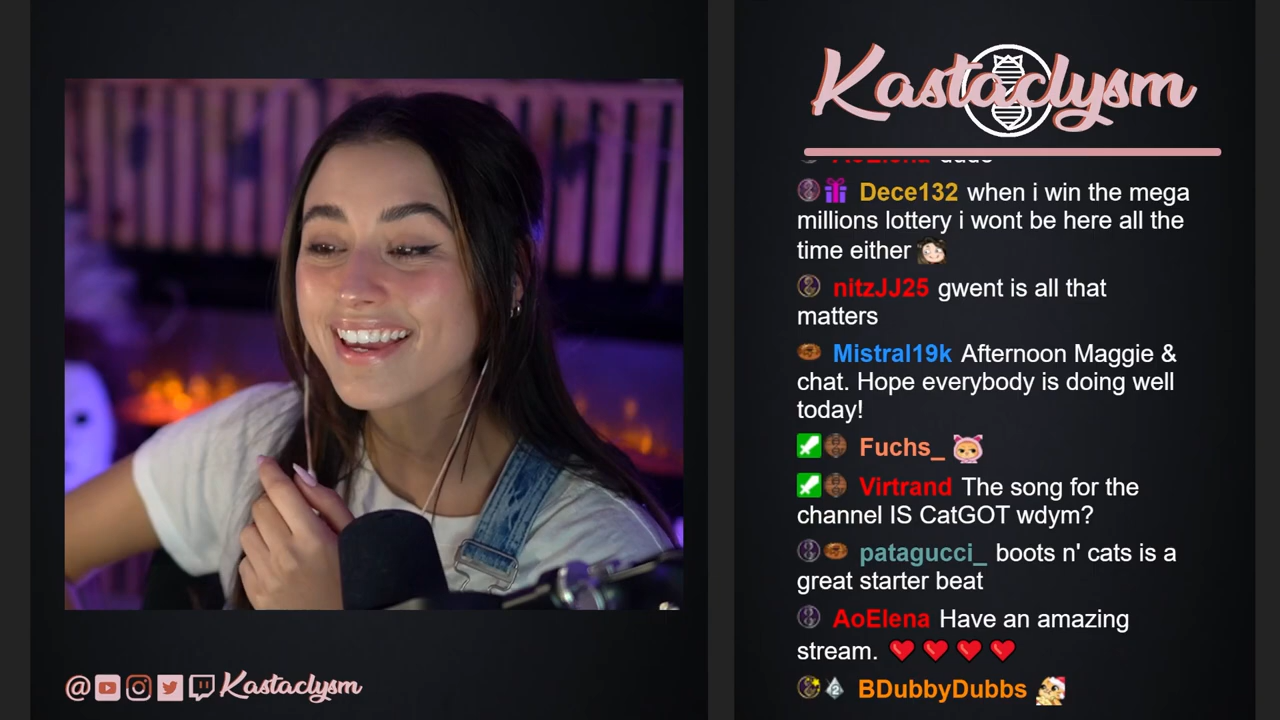 Kastaclysm
Dece132 when i win the mega
millions lottery i wont be here all the
time either
nitzJJ25 gwent is all that
matters
Mistral19k Afternoon Maggie &
chat. Hope everybody is doing well
today!
Fuchs_
Virtrand The song for the
channel IS CatGOT wdym?
patagucci_ boots n' cats is a
great starter beat
AoElena Have an amazing
stream.
BDubbyDubbs
@ Kastaclysm